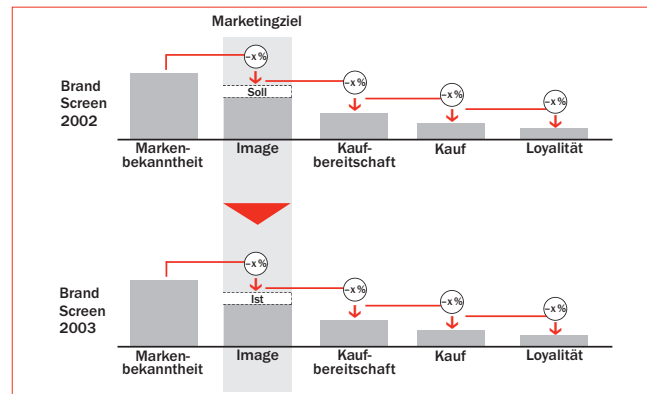 Marketingziel
Brand
Screen
2002
–x %
–x %
–x %
–x %
Soll
Marken-
bekanntheit
Image
Kauf-
bereitschaft
Kauf
Loyalität
Brand
Screen
2003
–x %
–x %
–x %
–x %
Ist
Marken-
bekanntheit
Image
Kauf-
bereitschaft
Kauf
Loyalität